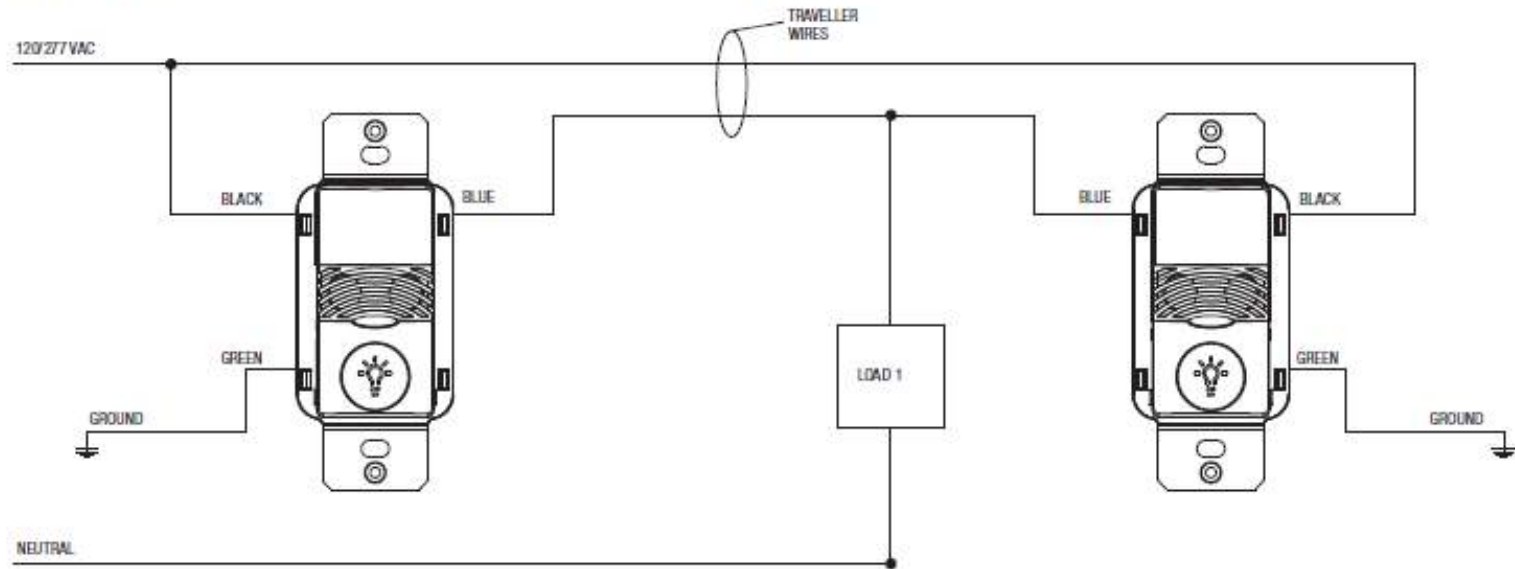 TRAVELLER
WIRES
120/277 VAC
BLACK
BLUE
BLUE
BLACK
GREEN
LOAD 1
GREEN
GROUND
GROUND
NEUTRAL